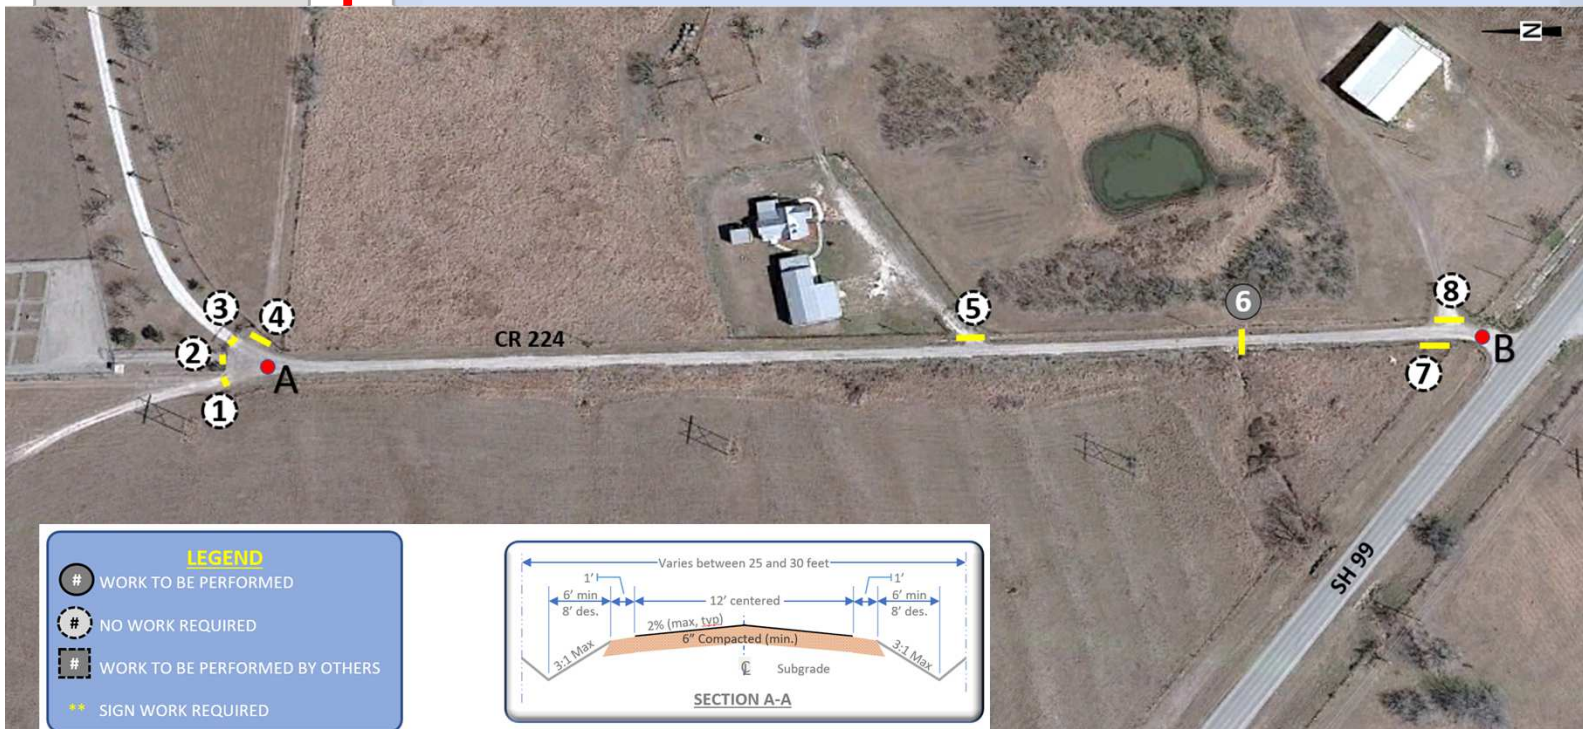 N
3
4
2
A
1
CR 224
5
6
8
7
B
SH 99
LEGEND
# WORK TO BE PERFORMED
# NO WORK REQUIRED
# WORK TO BE PERFORMED BY OTHERS
** SIGN WORK REQUIRED
Varies between 25 and 30 feet
1' 1'
6' min 12' centered 6' min
8' des. 8' des.
2% (max, typ)
6" Compacted (min.)
3:1 Max 3:1 Max
℄ Subgrade
SECTION A-A